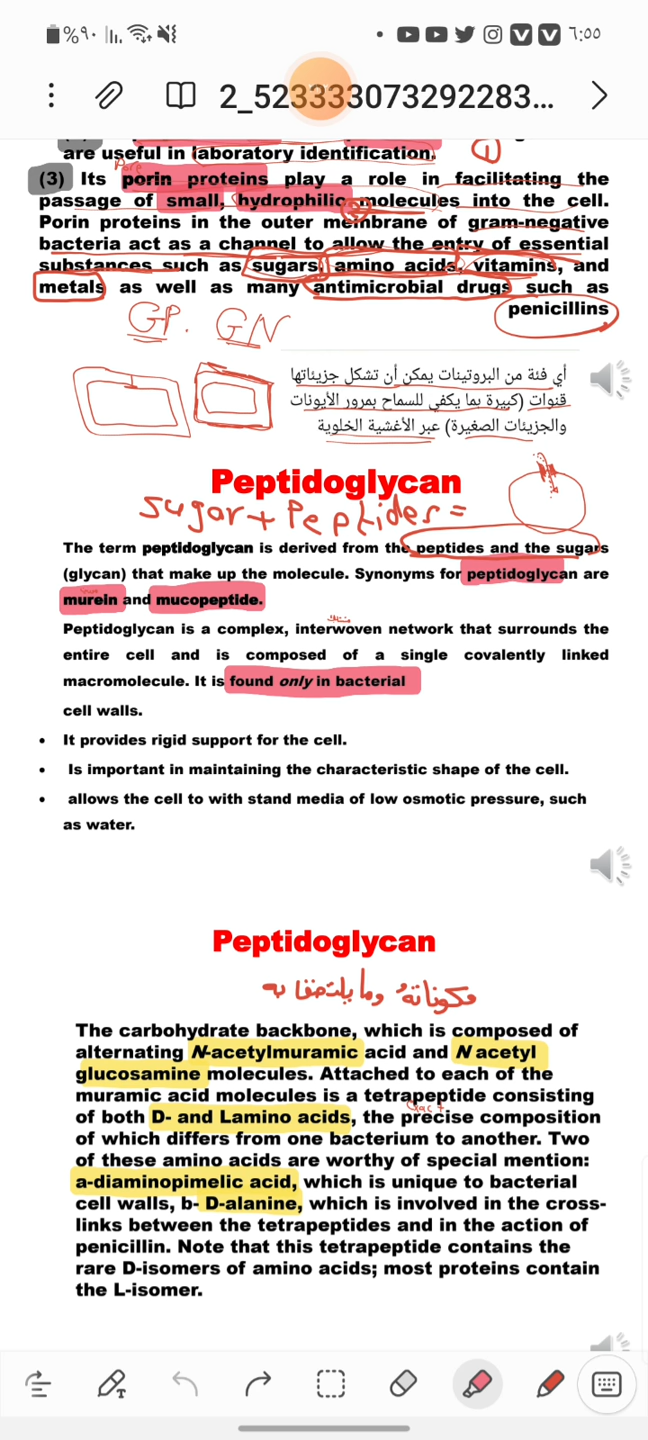 %٩٠ ٦:٥٥
2_523333073292283...
are useful in laboratory identification.
Pore
(3) Its porin proteins play a role in facilitating the
passage of small, hydrophilic molecules into the cell.
Porin proteins in the outer membrane of gram-negative
bacteria act as a channel to allow the entry of essential
substances such as sugars, amino acids, vitamins, and
metals as well as many antimicrobial drugs such as
penicillins
GP. GN
أي فئة من البروتينات يمكن أن تشكل جزيئاتها
قنوات (كبيرة بما يكفي للسماح بمرور الأيونات
والجزيئات الصغيرة) عبر الأغشية الخلوية
Peptidoglycan
sugar + Peptides =
The term peptidoglycan is derived from the peptides and the sugars
(glycan) that make up the molecule. Synonyms for peptidoglycan are
murein and mucopeptide.
Peptidoglycan is a complex, interwoven network that surrounds the
entire cell and is composed of a single covalently linked
macromolecule. It is found only in bacterial
cell walls.
• It provides rigid support for the cell.
• Is important in maintaining the characteristic shape of the cell.
• allows the cell to with stand media of low osmotic pressure, such
as water.
Peptidoglycan
مكوناته وما يلتصق به
The carbohydrate backbone, which is composed of
alternating N-acetylmuramic acid and N acetyl
glucosamine molecules. Attached to each of the
muramic acid molecules is a tetrapeptide consisting
of both D- and Lamino acids, the precise composition
of which differs from one bacterium to another. Two
of these amino acids are worthy of special mention:
a-diaminopimelic acid, which is unique to bacterial
cell walls, b- D-alanine, which is involved in the cross-
links between the tetrapeptides and in the action of
penicillin. Note that this tetrapeptide contains the
rare D-isomers of amino acids; most proteins contain
the L-isomer.